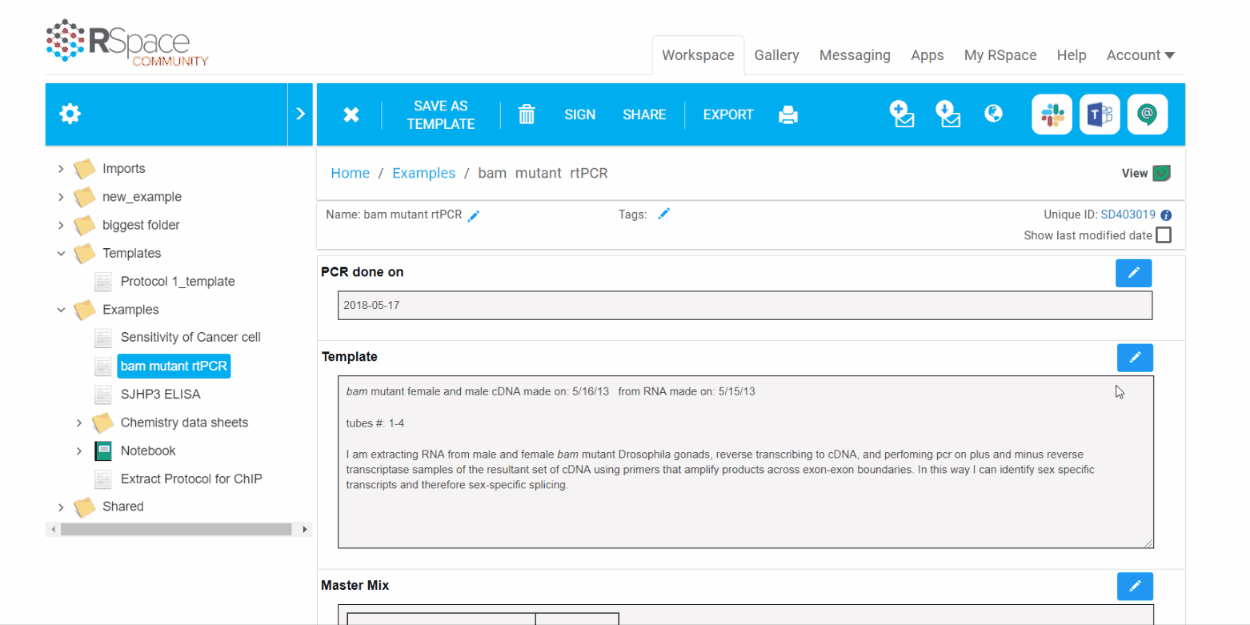 RSpace
COMMUNITY
Workspace Gallery Messaging Apps My RSpace Help Account
SAVE AS
TEMPLATE
SIGN SHARE EXPORT
Imports
new_example
biggest folder
Templates
Protocol 1_template
Examples
Sensitivity of Cancer cell
bam mutant rtPCR
SJHP3 ELISA
Chemistry data sheets
Notebook
Extract Protocol for ChIP
Shared
Home / Examples / bam mutant rtPCR
View
Name: bam mutant rtPCR
Tags:
Unique ID: SD403019
Show last modified date
PCR done on
2018-05-17
Template
bam mutant female and male cDNA made on: 5/16/13 from RNA made on: 5/15/13
tubes #: 1-4
I am extracting RNA from male and female bam mutant Drosophila gonads, reverse transcribing to cDNA, and perfoming pcr on plus and minus reverse
transcriptase samples of the resultant set of cDNA using primers that amplify products across exon-exon boundaries. In this way I can identify sex specific
transcripts and therefore sex-specific splicing.
Master Mix